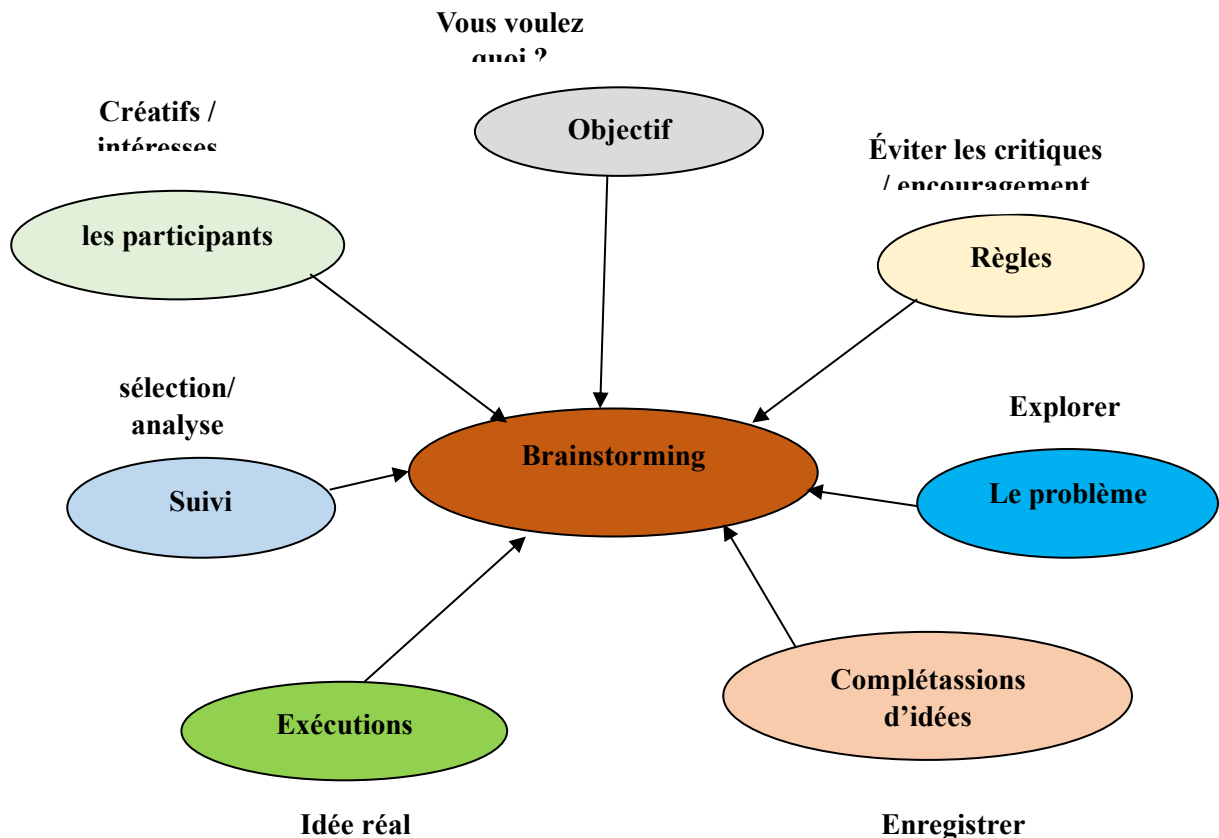 Vous voulez
quoi ?
Créatifs /
intéresses
Objectif
Éviter les critiques
/ encouragement
les participants
Règles
sélection/
analyse
Explorer
Brainstorming
Suivi
Le problème
Complétassions
d’idées
Exécutions
Idée réal
Enregistrer